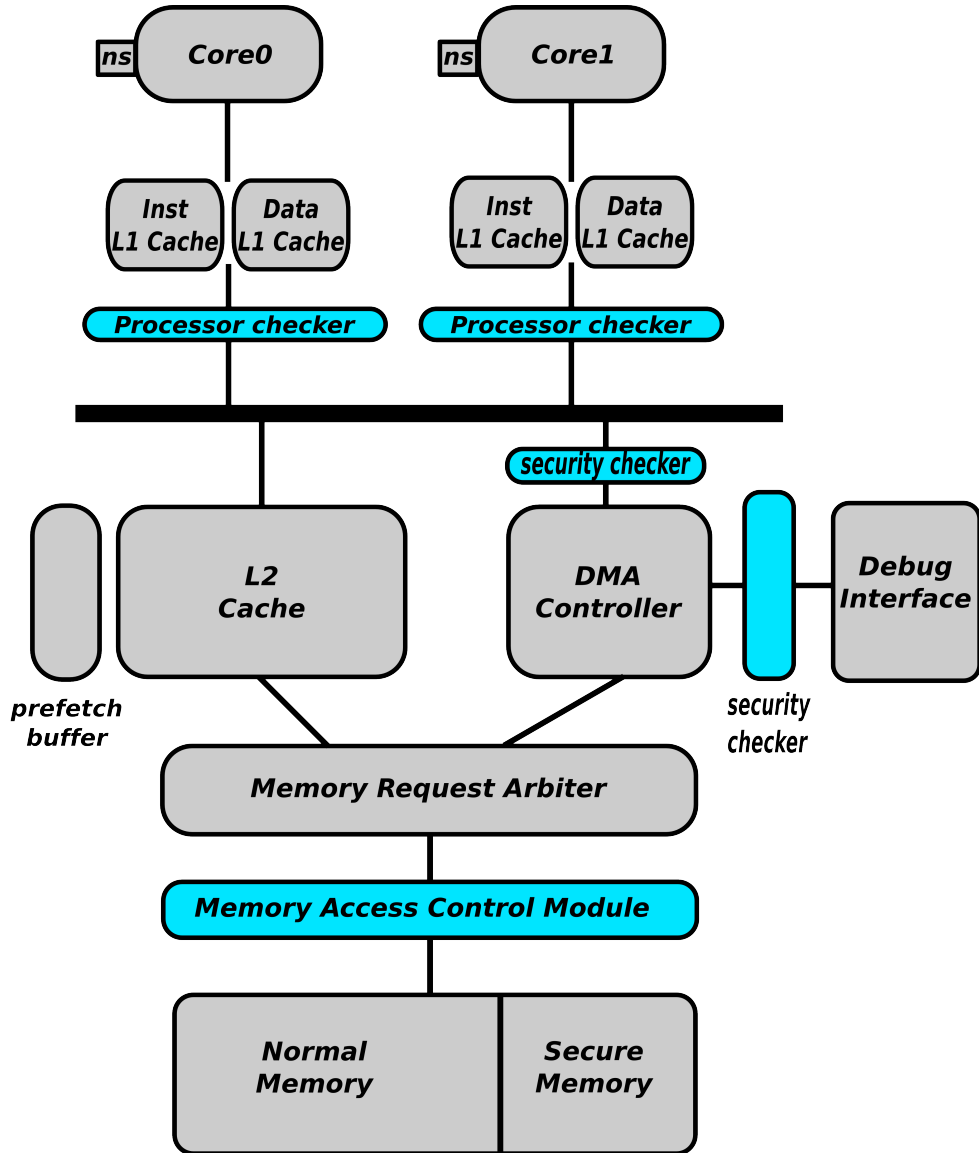 ns
Core0
ns
Core1
Inst
L1 Cache
Data
L1 Cache
Inst
L1 Cache
Data
L1 Cache
Processor checker
Processor checker
security checker
L2
Cache
DMA
Controller
Debug
Interface
prefetch
buffer
security
checker
Memory Request Arbiter
Memory Access Control Module
Normal
Memory
Secure
Memory